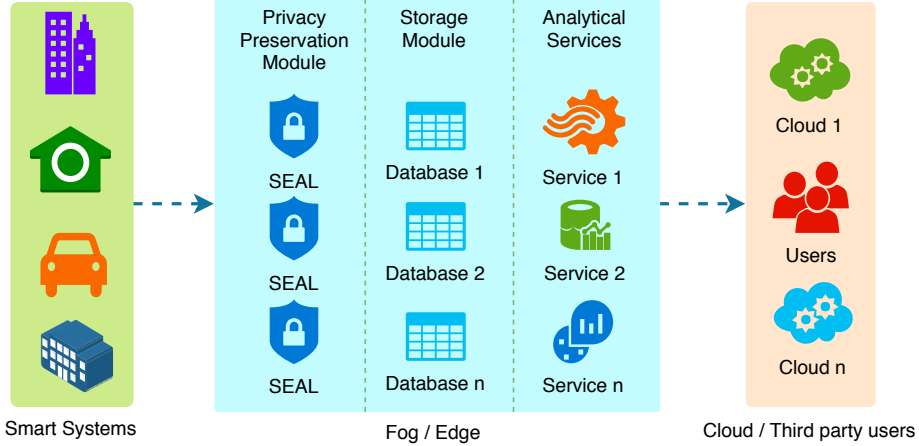 Privacy
Preservation
Module
Storage
Module
Analytical
Services
SEAL
Database 1
Service 1
Cloud 1
SEAL
Database 2
Service 2
Users
SEAL
Database n
Service n
Cloud n
Smart Systems
Fog / Edge
Cloud / Third party users